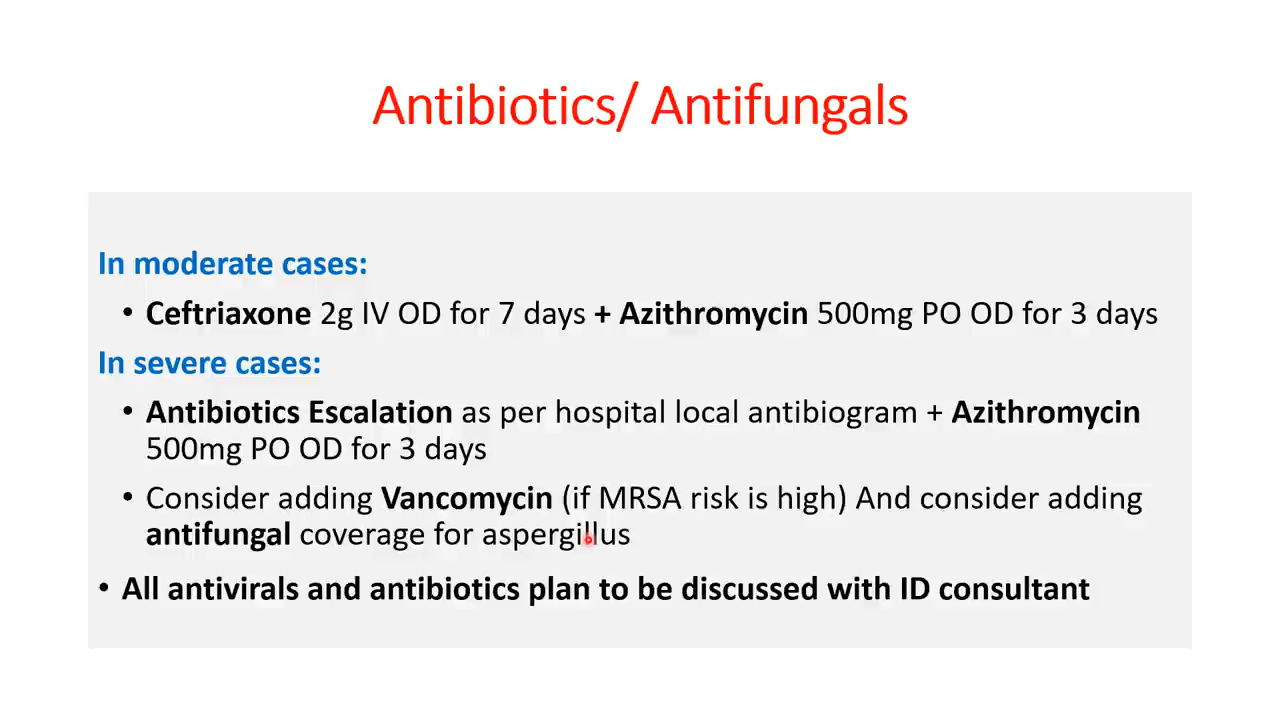 Antibiotics/ Antifungals
In moderate cases:
• Ceftriaxone 2g IV OD for 7 days + Azithromycin 500mg PO OD for 3 days
In severe cases:
• Antibiotics Escalation as per hospital local antibiogram + Azithromycin
500mg PO OD for 3 days
• Consider adding Vancomycin (if MRSA risk is high) And consider adding
antifungal coverage for aspergillus
• All antivirals and antibiotics plan to be discussed with ID consultant